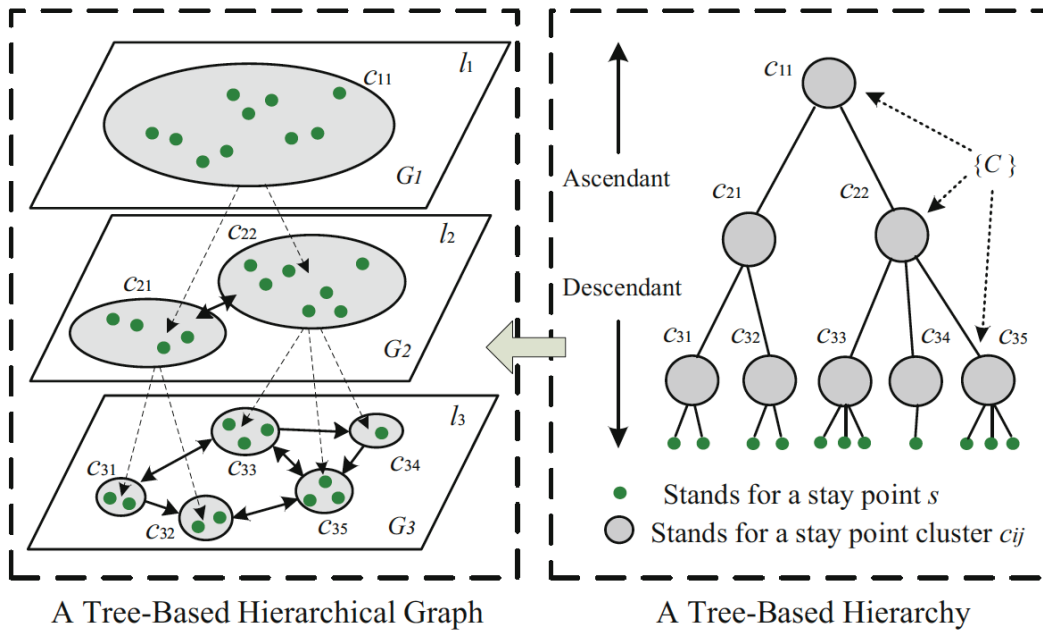 l1
c11
G1
l2
c22
c21
G2
l3
c31
c33
c34
c32
c35
G3
A Tree-Based Hierarchical Graph
c11
Ascendant
{C }
c21
c22
Descendant
c31
c32
c33
c34
c35
Stands for a stay point s
Stands for a stay point cluster cij
A Tree-Based Hierarchy